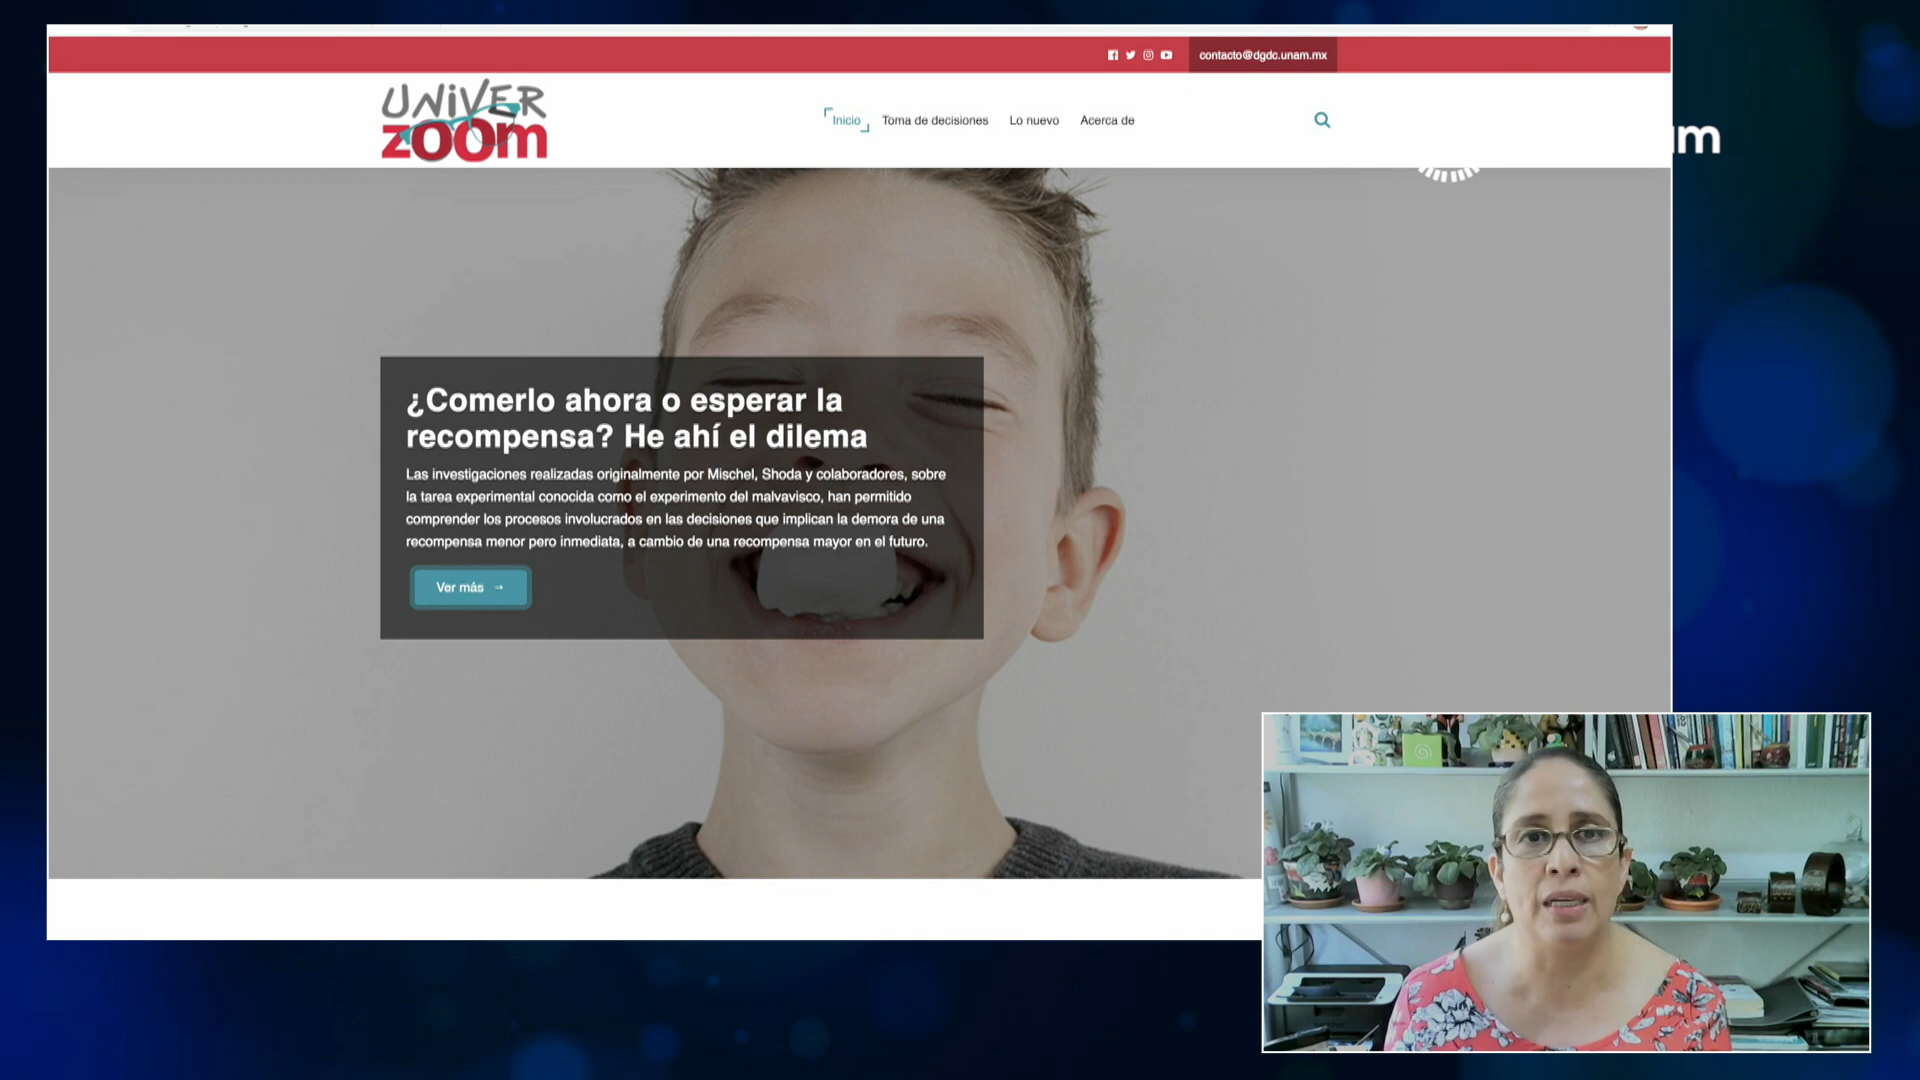 contacto@dgdc.unam.mx
UNiVER
zoom
Inicio
Toma de decisiones
Lo nuevo
Acerca de
m
¿Comerlo ahora o esperar la
recompensa? He ahí el dilema
Las investigaciones realizadas originalmente por Mischel, Shoda y colaboradores, sobre
la tarea experimental conocida como el experimento del malvavisco, han permitido
comprender los procesos involucrados en las decisiones que implican la demora de una
recompensa menor pero inmediata, a cambio de una recompensa mayor en el futuro.
Ver más →